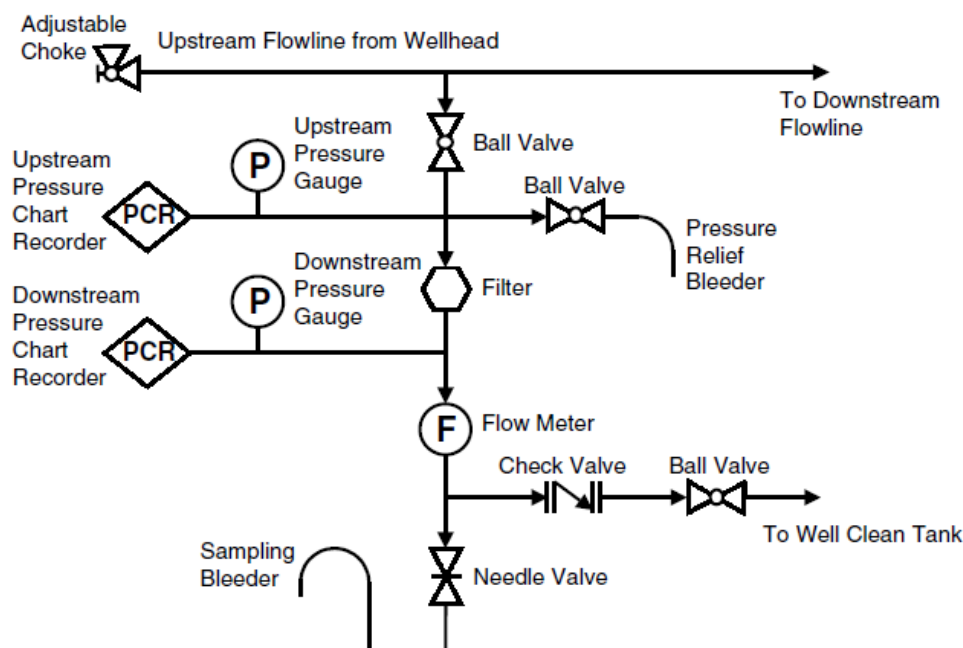 Adjustable
Choke
Upstream Flowline from Wellhead
To Downstream
Flowline
Upstream
Pressure
Gauge
P
Ball Valve
Upstream
Pressure
Chart
Recorder
PCR
Ball Valve
Pressure
Relief
Bleeder
Downstream
Pressure
Gauge
P
Filter
Downstream
Pressure
Chart
Recorder
PCR
F
Flow Meter
Check Valve
Ball Valve
To Well Clean Tank
Sampling
Bleeder
Needle Valve